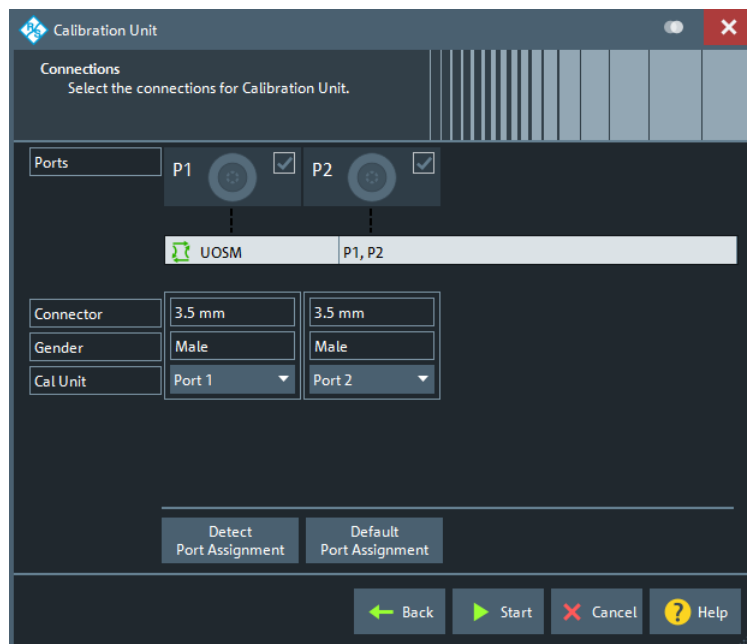 R&S Calibration Unit
Connections
Select the connections for Calibration Unit.
Ports P1 P2
UOSM P1, P2
Connector 3.5 mm 3.5 mm
Gender Male Male
Cal Unit Port 1 Port 2
Detect Port Assignment Default Port Assignment
Back Start Cancel ? Help